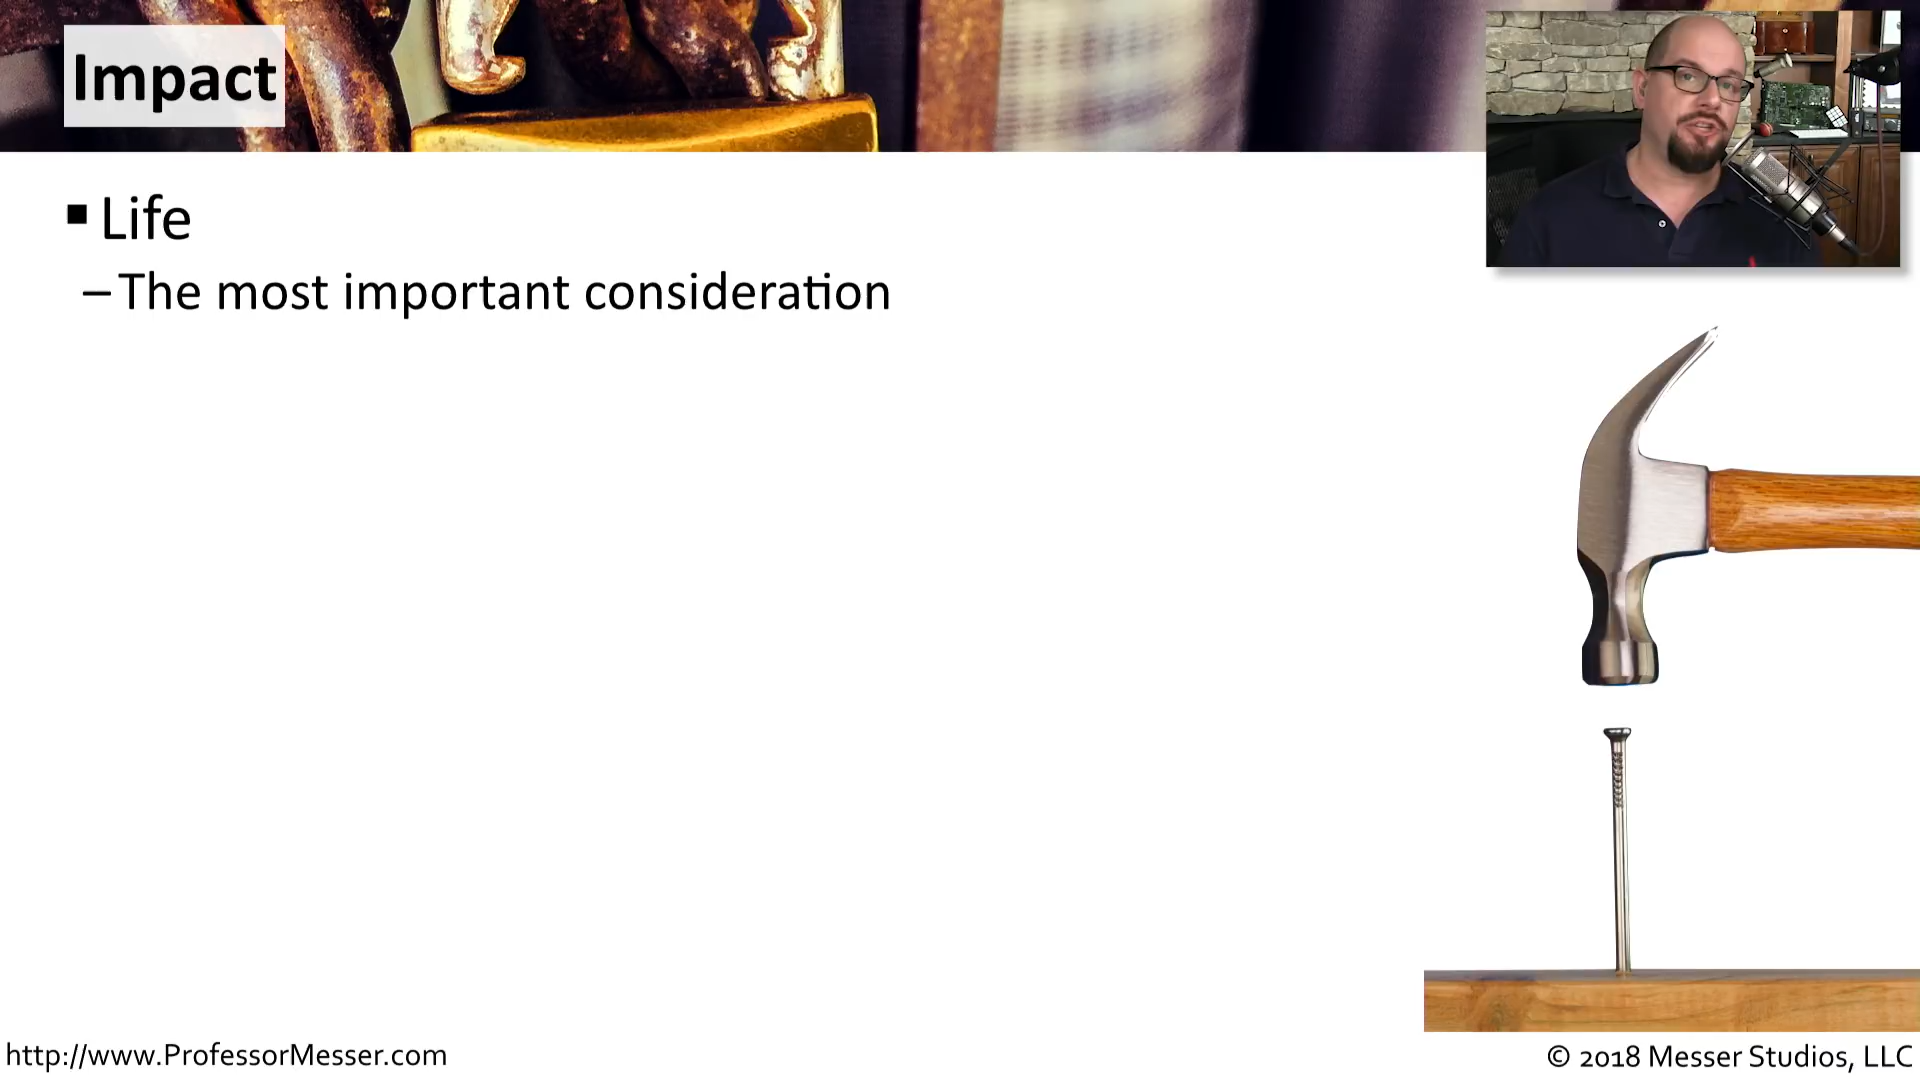 Impact
▪ Life
– The most important consideration
http://www.ProfessorMesser.com
© 2018 Messer Studios, LLC